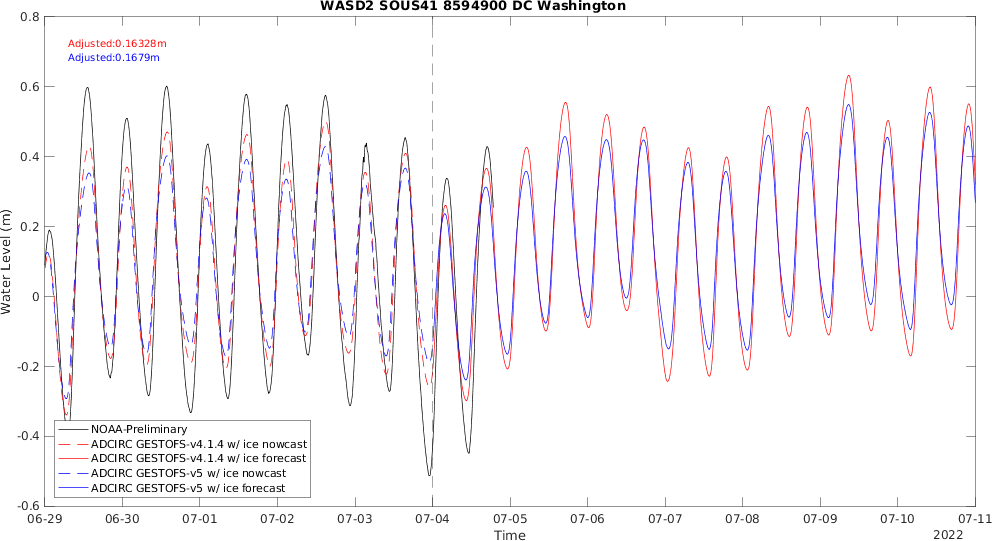 WASD2 SOUS41 8594900 DC Washington
Adjusted:0.16328m
Adjusted:0.1679m
Water Level (m)
0.8
0.6
0.4
0.2
0
-0.2
-0.4
-0.6
NOAA-Preliminary
ADCIRC GESTOFS-v4.1.4 w/ ice nowcast
ADCIRC GESTOFS-v4.1.4 w/ ice forecast
ADCIRC GESTOFS-v5 w/ ice nowcast
ADCIRC GESTOFS-v5 w/ ice forecast
06-29 06-30 07-01 07-02 07-03 07-04 07-05 07-06 07-07 07-08 07-09 07-10 07-11
Time
2022